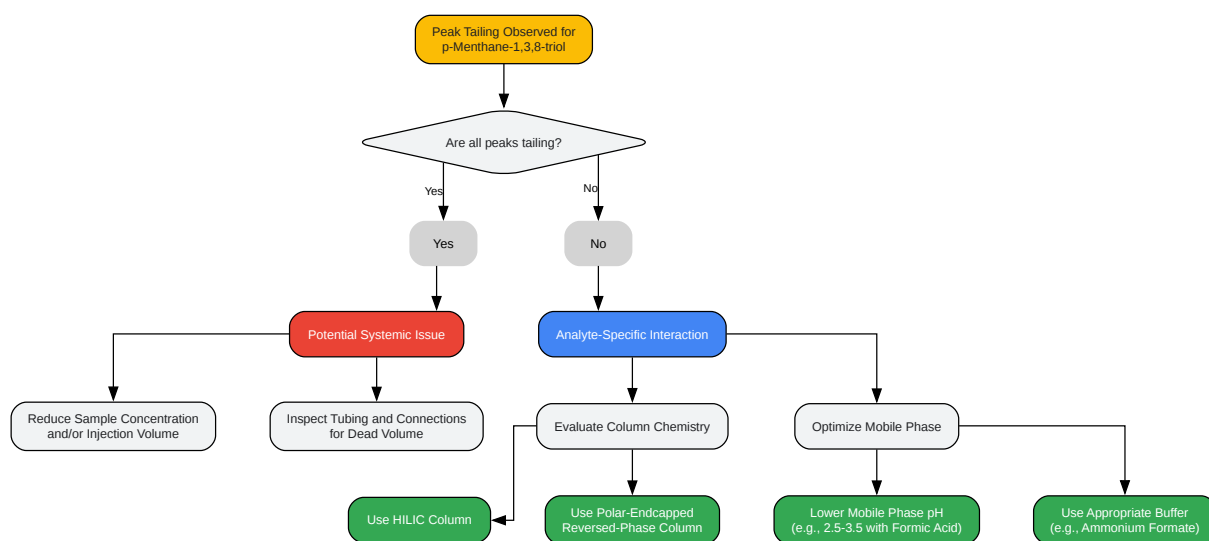 Peak Tailing Observed for
p-Menthane-1,3,8-triol
Are all peaks tailing?
Yes
No
Yes
No
Potential Systemic Issue
Analyte-Specific Interaction
Reduce Sample Concentration
and/or Injection Volume
Inspect Tubing and Connections
for Dead Volume
Evaluate Column Chemistry
Optimize Mobile Phase
Use HILIC Column
Use Polar-Endcapped
Reversed-Phase Column
Lower Mobile Phase pH
(e.g., 2.5-3.5 with Formic Acid)
Use Appropriate Buffer
(e.g., Ammonium Formate)